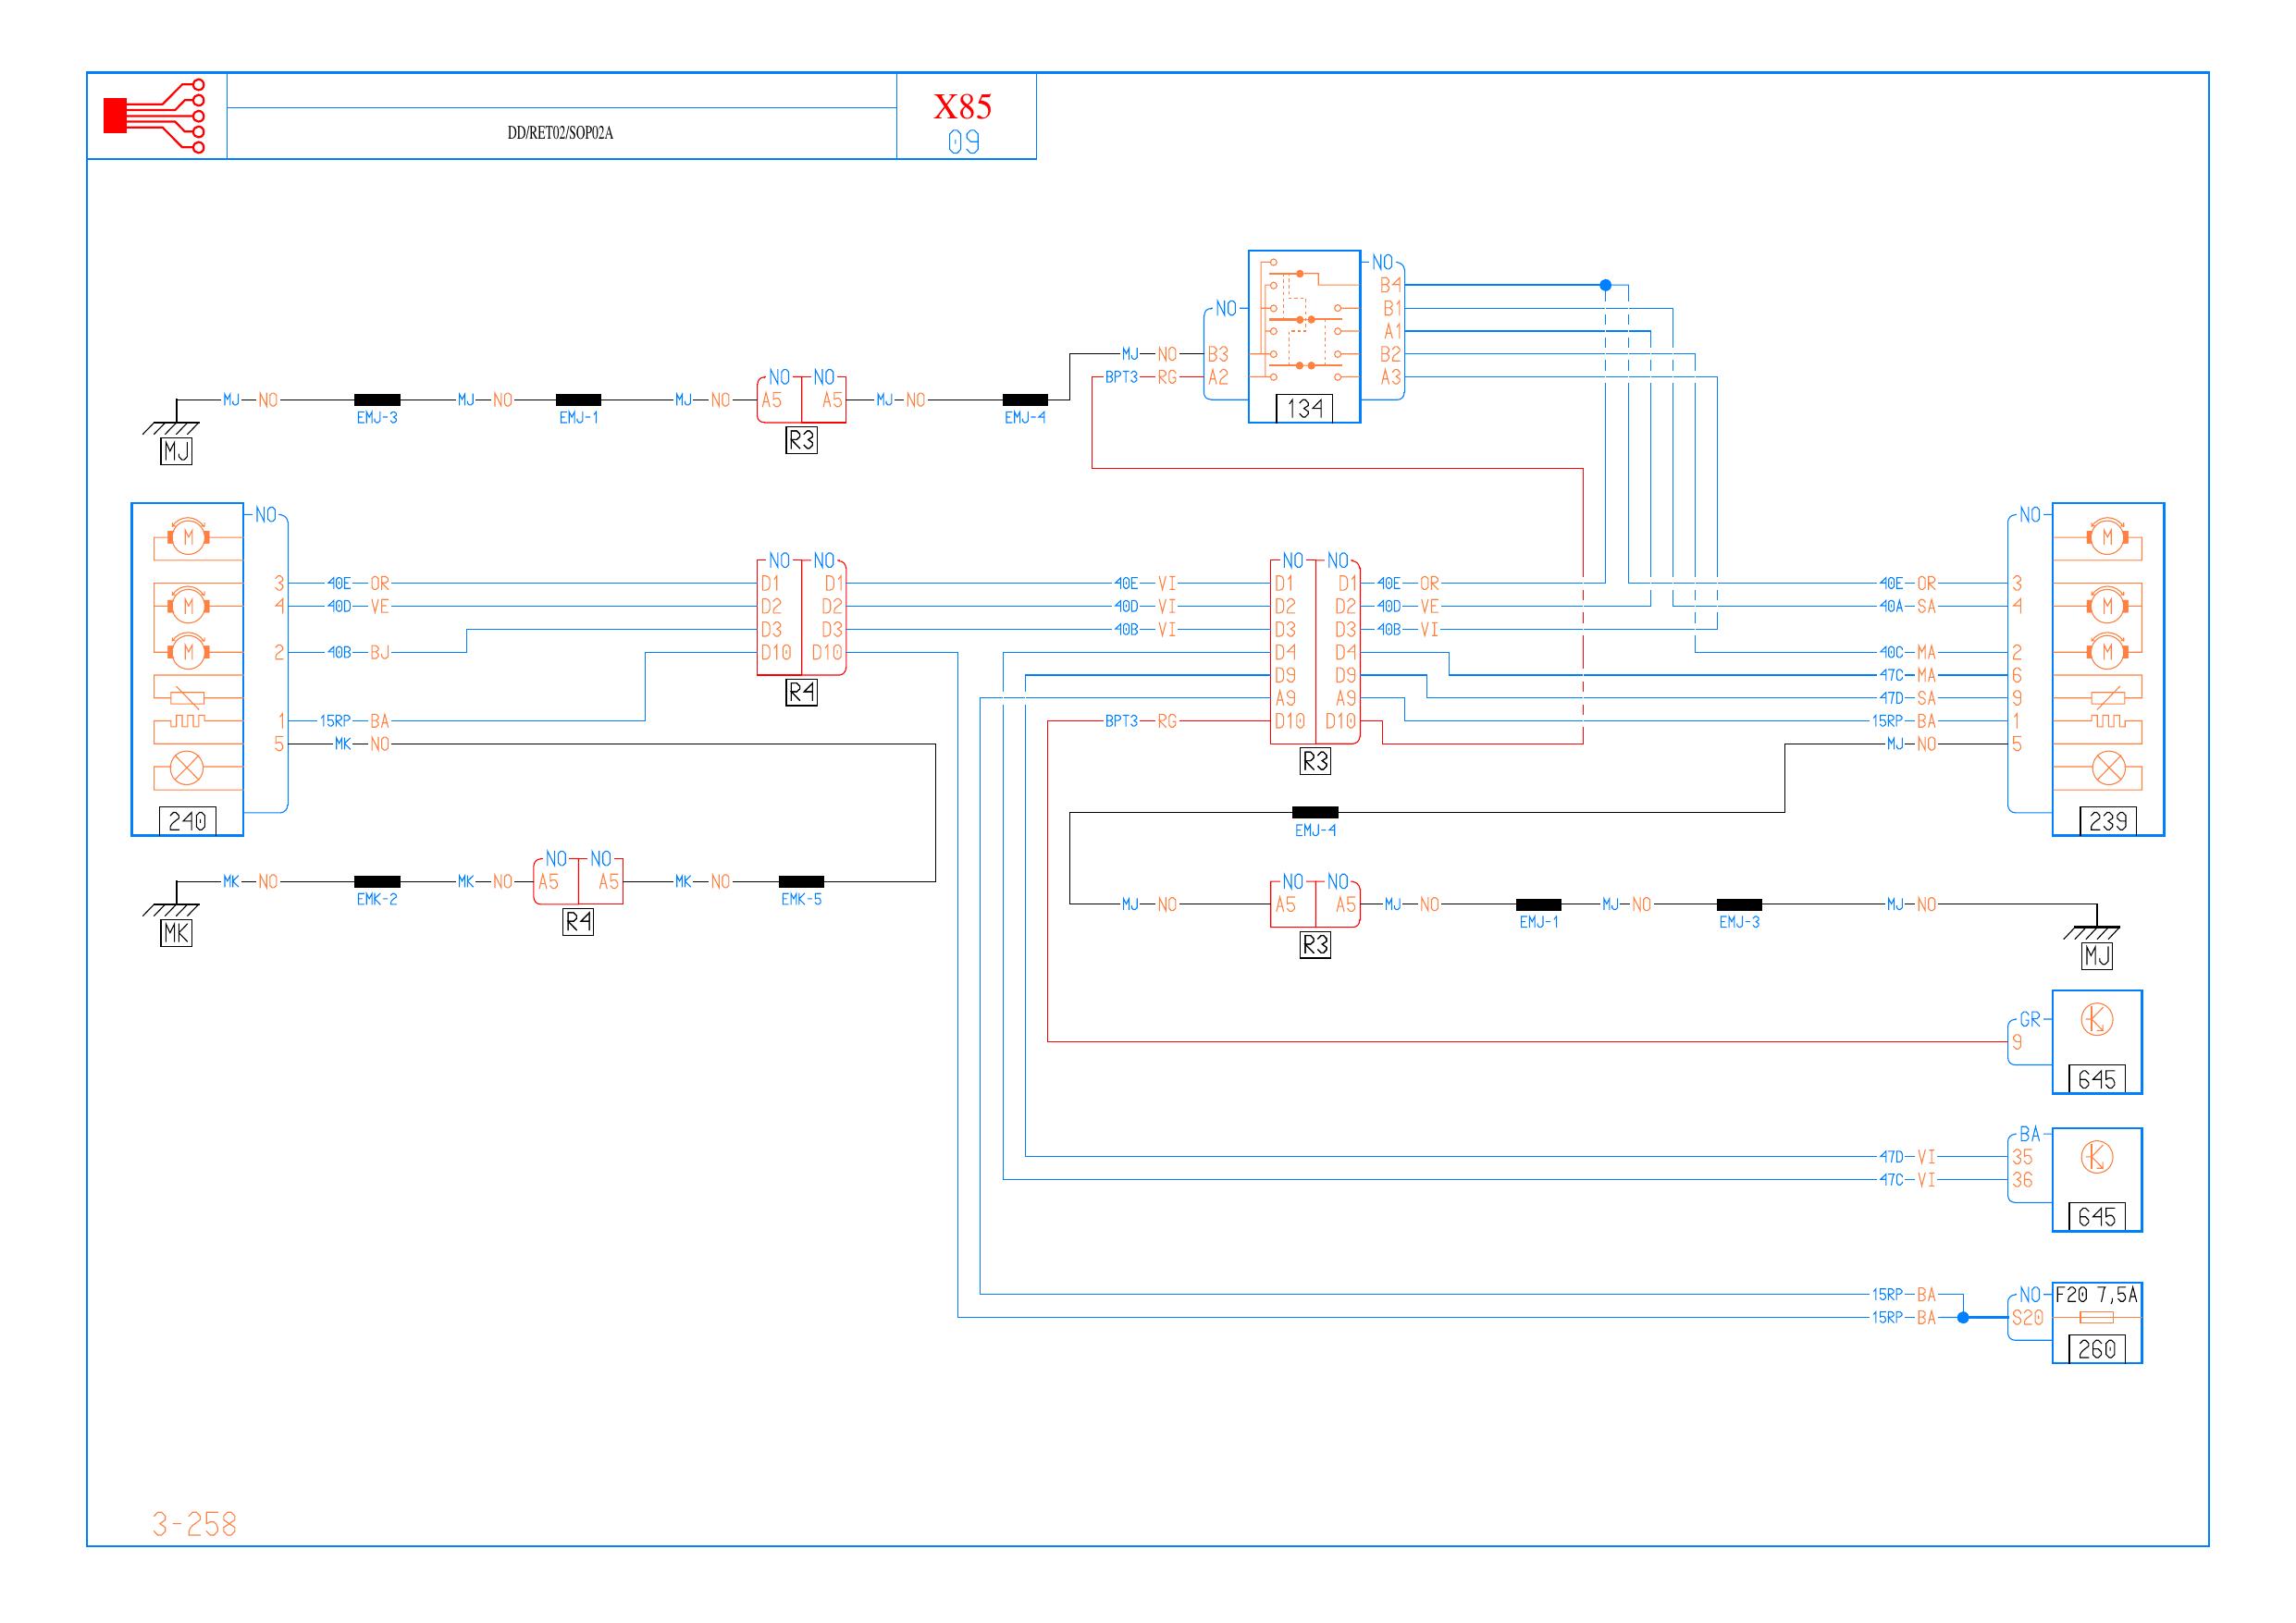 X85
DD/RET02/SOP02A
09
NO
B4
NO B1
A1
MJ NO B3 B2
NO NO BPT3 RG A2 A3
MJ NO MJ NO MJ NO A5 A5 MJ NO 134
EMJ-3 EMJ-1 EMJ-4
R3
MJ
NO NO
M M
NO NO NO NO
3 40E OR D1 D1 40E VI D1 D1 40E OR 40E OR 3
M 4 40D VE D2 D2 40D VI D2 D2 40D VE 40A SA 4 M
D3 D3 40B VI D3 D3 40B VI
M 2 40B BJ D10 D10 D4 D4 40C MA 2 M
D9 D9 47C MA 6
R4 A9 A9 47D SA 9
1 15RP BA BPT3 RG D10 D10 15RP BA 1
5 MK NO MJ NO 5
R3
240 239
EMJ-4
NO NO
MK NO MK NO A5 A5 MK NO NO NO
EMK-2 EMK-5
MJ NO A5 A5 MJ NO MJ NO MJ NO
R4 EMJ-1 EMJ-3
MK R3
MJ
GR
9
645
BA
47D VI 35
47C VI 36
645
15RP BA NO F20 7,5A
15RP BA S20
260
3-258